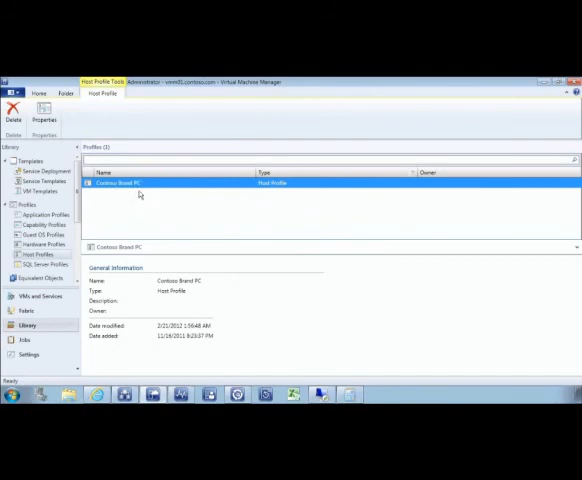 Host Profile Tools Administrator - vmm01.contoso.com - Virtual Machine Manager
Home Folder Host Profile
Delete Properties
Delete Properties
Library
Profiles (1)
Templates
Service Deployment
Service Templates
VM Templates
Profiles
Application Profiles
Capability Profiles
Guest OS Profiles
Hardware Profiles
Host Profiles
SQL Server Profiles
Equivalent Objects
VMs and Services
Fabric
Library
Jobs
Settings
Name Type Owner
Contoso Brand PC Host Profile
Contoso Brand PC
General Information
Name: Contoso Brand PC
Type: Host Profile
Description:
Owner:
Date modified: 2/21/2012 1:56:48 AM
Date added: 11/16/2011 8:23:37 PM
Ready